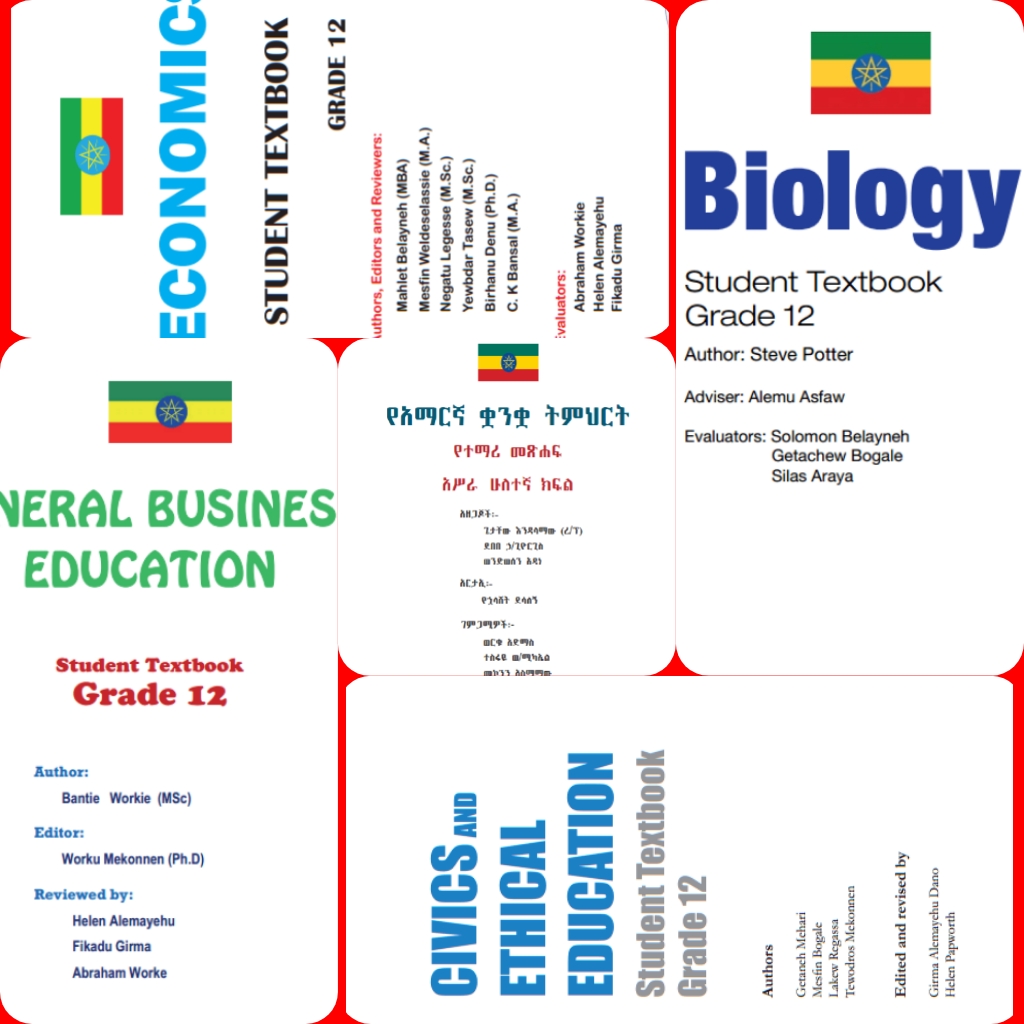 ECONOMICS
STUDENT TEXTBOOK
GRADE 12
uthors, Editors and Reviewers:
Mahlet Belayneh (MBA)
Mesfin Weldeselassie (M.A.)
Negatu Legesse (M.Sc.)
Yewbdar Tasew (M.Sc.)
Birhanu Denu (Ph.D.)
C. K Bansal (M.A.)
valuators:
Abraham Workie
Helen Alemayehu
Fikadu Girma
Biology
Student Textbook
Grade 12
Author: Steve Potter
Adviser: Alemu Asfaw
Evaluators: Solomon Belayneh
Getachew Bogale
Silas Araya
NERAL BUSINES
EDUCATION
Student Textbook
Grade 12
Author:
Bantie Workie (MSc)
Editor:
Worku Mekonnen (Ph.D)
Reviewed by:
Helen Alemayehu
Fikadu Girma
Abraham Worke
የአማርኛ ቋንቋ ትምህርት
የተማሪ መጽሐፍ
አሥራ ሁለተኛ ክፍል
አዘጋጆች:-
ጌታቸው እንዳላማው (ረ/ፕ)
ደበበ ኃ/ጊዮርጊስ
ወንድወሰን አዳነ
አርታኢ:-
የኋላሸት ደሳለኝ
ገምጋሚዎች:-
ወርቁ አድማስ
ተስፋዬ ወ/ሚካኤል
CIVICS AND
ETHICAL
EDUCATION
Student Textbook
Grade 12
Authors
Getaneh Mehari
Mesfin Bogale
Lakew Regassa
Tewodros Mekonnen
Edited and revised by
Girma Alemayehu Dano
Helen Papworth